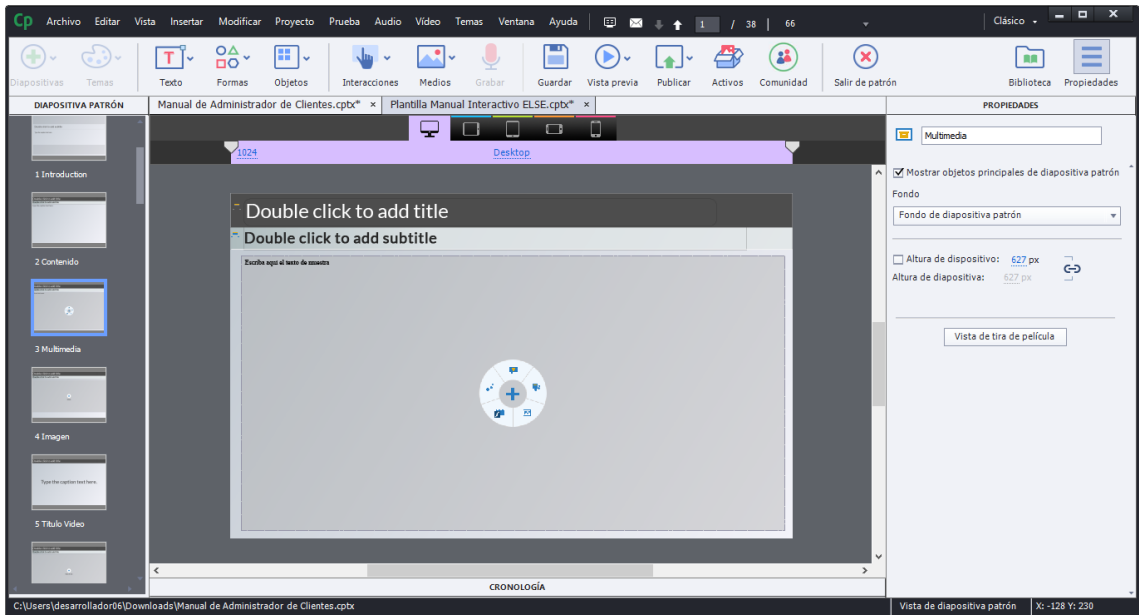 Cp Archivo Editar Vista Insertar Modificar Proyecto Prueba Audio Vídeo Temas Ventana Ayuda 1 / 38 66 Clásico
Diapositivas Temas Texto Formas Objetos Interacciones Medios Grabar Guardar Vista previa Publicar Activos Comunidad Salir de patrón Biblioteca Propiedades
DIAPOSITIVA PATRÓN
Manual de Administrador de Clientes.cptx* × Plantilla Manual Interactivo ELSE.cptx* ×
PROPIEDADES
1024 Desktop
1 Introduction
2 Contenido
3 Multimedia
4 Imagen
Type the caption text here.
5 Titulo Video
Double click to add title
Double click to add subtitle
Escriba aqui el texto de muestra
Multimedia
Mostrar objetos principales de diapositiva patrón
Fondo
Fondo de diapositiva patrón
Altura de dispositivo: 627 px
Altura de diapositiva: 627 px
Vista de tira de película
CRONOLOGÍA
C:\Users\desarrollador06\Downloads\Manual de Administrador de Clientes.cptx
Vista de diapositiva patrón X: -128 Y: 230